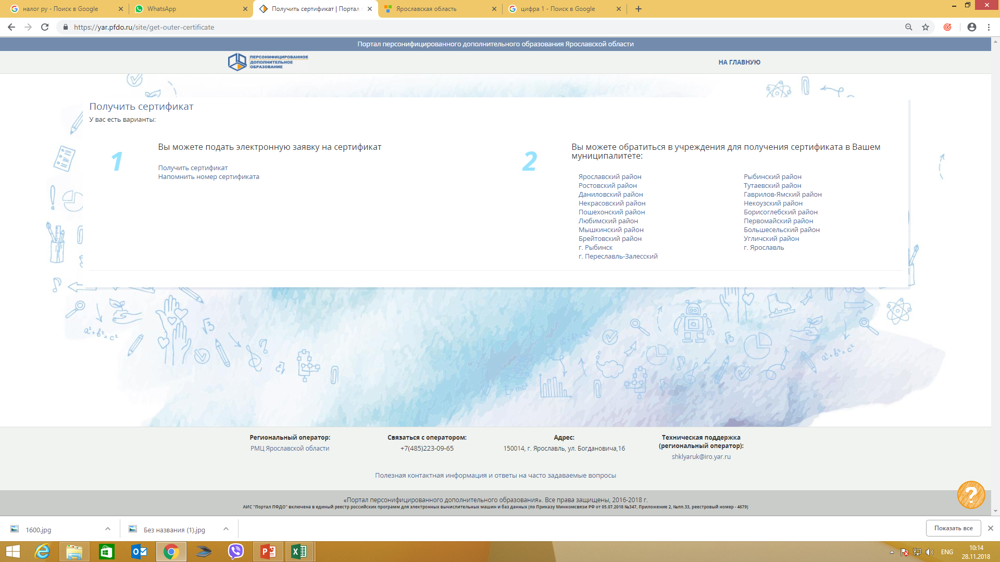 налог ру - Поиск в Google
WhatsApp
Получить сертификат | Портал
Ярославская область
цифра 1 - Поиск в Google
https://yar.pfdo.ru/site/get-outer-certificate
Портал персонифицированного дополнительного образования Ярославской области
ПЕРСОНИФИЦИРОВАННОЕ
ДОПОЛНИТЕЛЬНОЕ
ОБРАЗОВАНИЕ
НА ГЛАВНУЮ
Получить сертификат
У вас есть варианты:
1
Вы можете подать электронную заявку на сертификат
Получить сертификат
Напомнить номер сертификата
2
Вы можете обратиться в учреждения для получения сертификата в Вашем
муниципалитете:
Ярославский район
Ростовский район
Даниловский район
Некрасовский район
Пошехонский район
Любимский район
Мышкинский район
Брейтовский район
г. Рыбинск
г. Переславль-Залесский
Рыбинский район
Тутаевский район
Гаврилов-Ямский район
Некоузский район
Борисоглебский район
Первомайский район
Большесельский район
Угличский район
г. Ярославль
a²+b²=c²
√3
E=mc²
a²+b²=c²
Региональный оператор:
РМЦ Ярославской области
Связаться с оператором:
+7(485)223-09-65
Адрес:
150014, г. Ярославль, ул. Богдановича,16
Техническая поддержка
(региональный оператор):
shklyaruk@iro.yar.ru
Полезная контактная информация и ответы на часто задаваемые вопросы
?
«Портал персонифицированного дополнительного образования». Все права защищены, 2016-2018 г.
АИС "Портал ПФДО" включена в единый реестр российских программ для электронных вычислительных машин и баз данных (по Приказу Минкомсвязи РФ от 05.07.2018 №347, Приложение 2, №пп.33, реестровый номер - 4679)
1600.jpg
Без названия (1).jpg
Показать все
ENG
10:14
28.11.2018